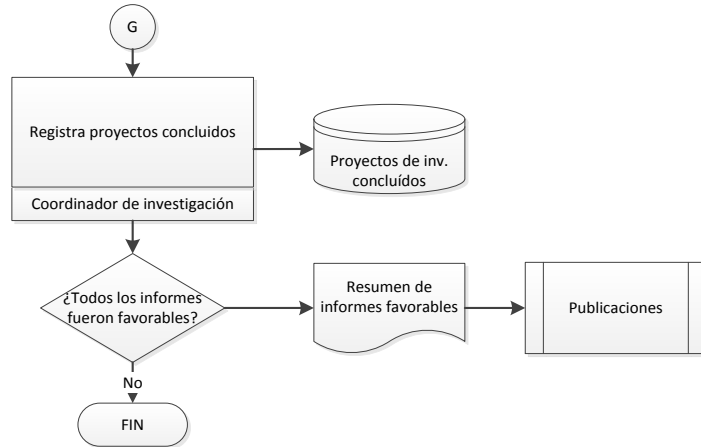 G
Registra proyectos concluidos
Proyectos de inv.
concluídos
Coordinador de investigación
¿Todos los informes
fueron favorables?
Resumen de
informes favorables
Publicaciones
No
FIN